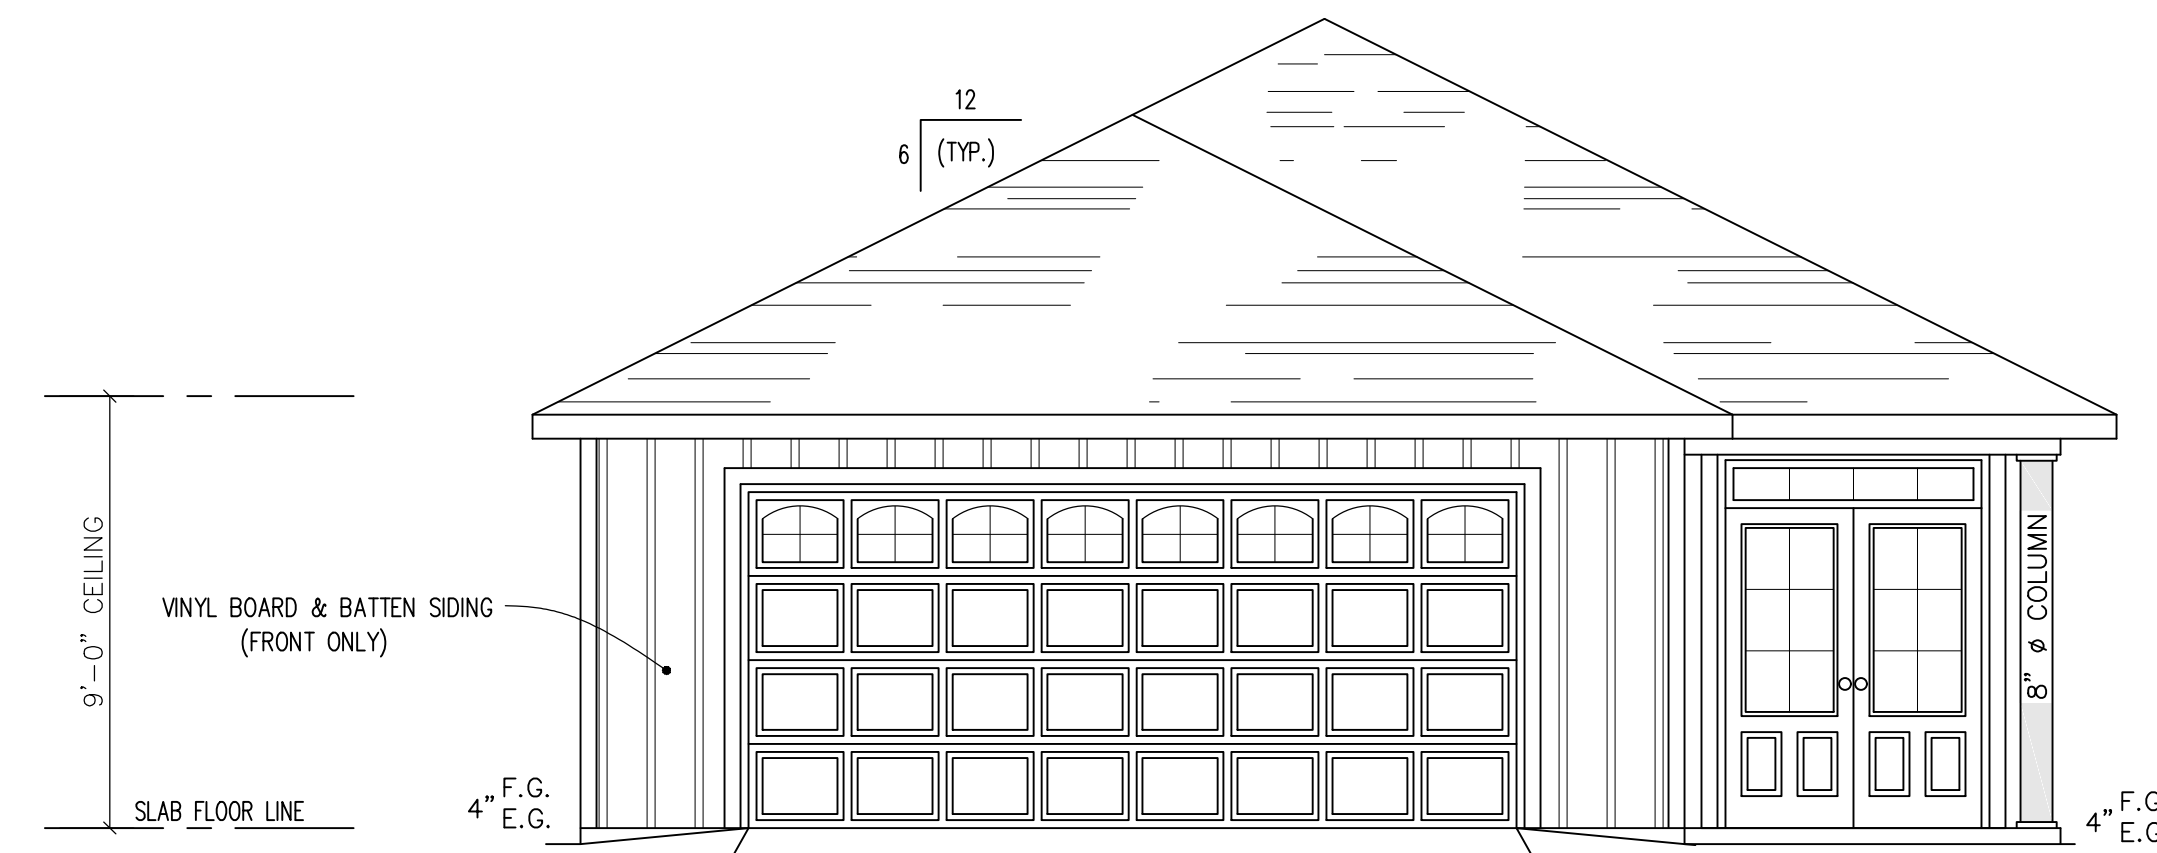 12
6 (TYP.)
9'-0" CEILING
VINYL BOARD & BATTEN SIDING
(FRONT ONLY)
8" ø COLUMN
SLAB FLOOR LINE
4" F.G.
E.G.
4" F.G
E.G